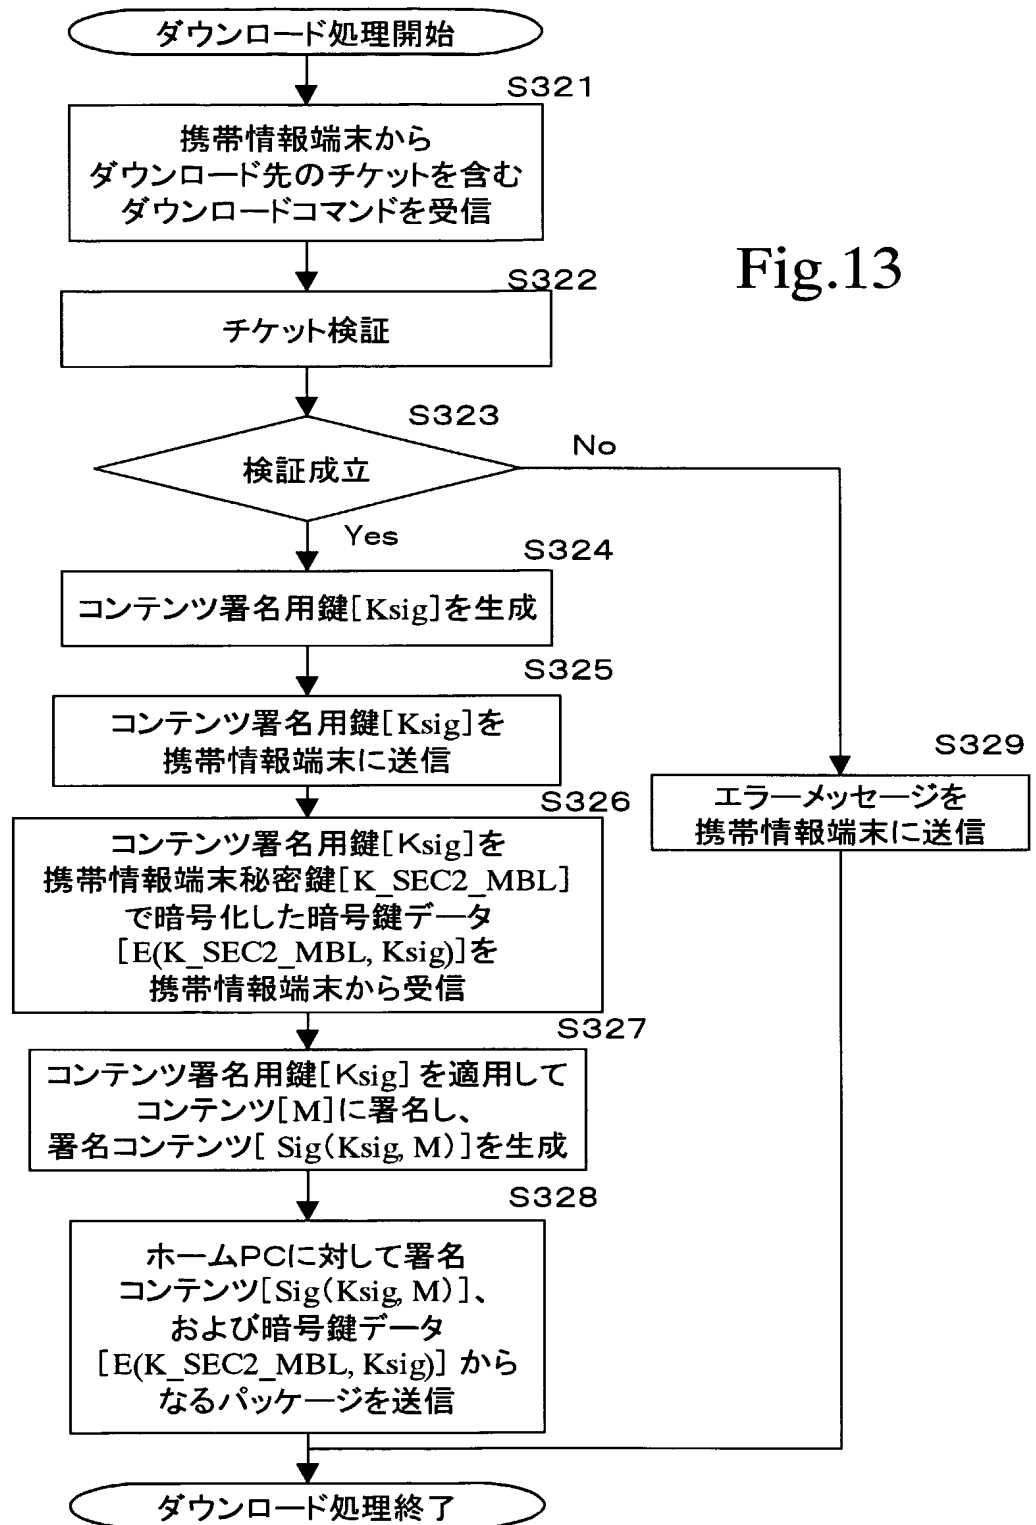 ダウンロード処理開始
S321
携帯情報端末から
ダウンロード先のチケットを含む
ダウンロードコマンドを受信
Fig.13
S322
チケット検証
S323
検証成立
No
Yes
S324
コンテンツ署名用鍵[Ksig]を生成
S325
コンテンツ署名用鍵[Ksig]を
携帯情報端末に送信
S329
エラーメッセージを
携帯情報端末に送信
S326
コンテンツ署名用鍵[Ksig]を
携帯情報端末秘密鍵[K_SEC2_MBL]
で暗号化した暗号鍵データ
[E(K_SEC2_MBL, Ksig)]を
携帯情報端末から受信
S327
コンテンツ署名用鍵[Ksig]を適用して
コンテンツ[M]に署名し、
署名コンテンツ[ Sig(Ksig, M)]を生成
S328
ホームPCに対して署名
コンテンツ[Sig(Ksig, M)]、
および暗号鍵データ
[E(K_SEC2_MBL, Ksig)] から
なるパッケージを送信
ダウンロード処理終了